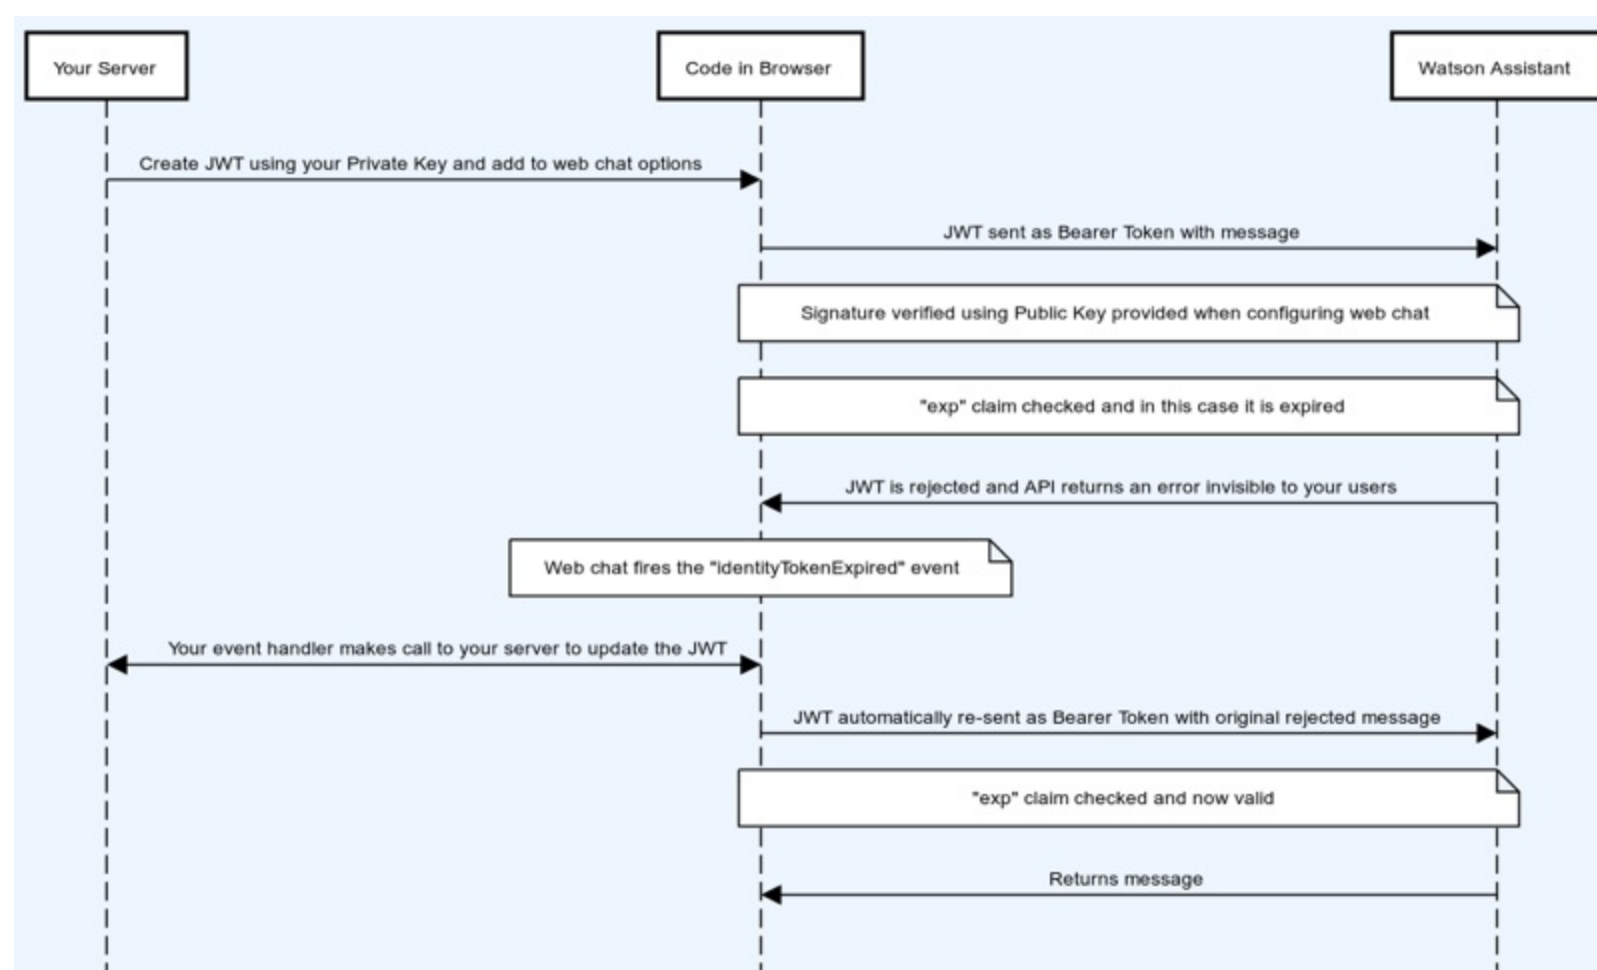 Your Server
Code in Browser
Watson Assistant
Create JWT using your Private Key and add to web chat options
JWT sent as Bearer Token with message
Signature verified using Public Key provided when configuring web chat
"exp" claim checked and in this case it is expired
JWT is rejected and API returns an error invisible to your users
Web chat fires the "identityTokenExpired" event
Your event handler makes call to your server to update the JWT
JWT automatically re-sent as Bearer Token with original rejected message
"exp" claim checked and now valid
Returns message